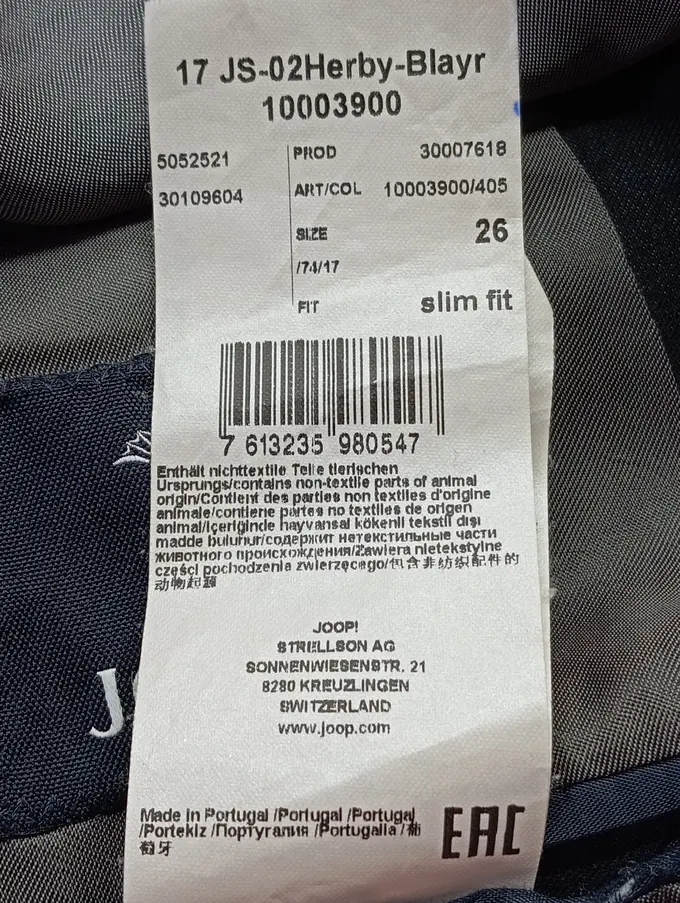 17 JS-02Herby-Blayr
10003900
5052521
30109604
PROD 30007618
ART/COL 10003900/405
SIZE 26
/74/17
FIT slim fit
7 613235 980547
Enthält nichttextile Teile tierischen
Ursprungs/contains non-textile parts of animal
origin/Contient des parties non textiles d'origine
animale/contiene partes no textiles de origen
animal/içeriğinde hayvansal kökenli tekstil dışı
madde bulunur/содержит нетекстильные части
животного происхождения/Zawiera nietekstylne
części pochodzenia zwierzęcego/包含非纺织配件的
动物起源
JOOP!
STRELLSON AG
SONNENWIESENSTR. 21
8280 KREUZLINGEN
SWITZERLAND
www.joop.com
J
Made in Portugal /Portugal /Portugal
/Portekiz /Португалия /Portugalia /葡
萄牙
EAC